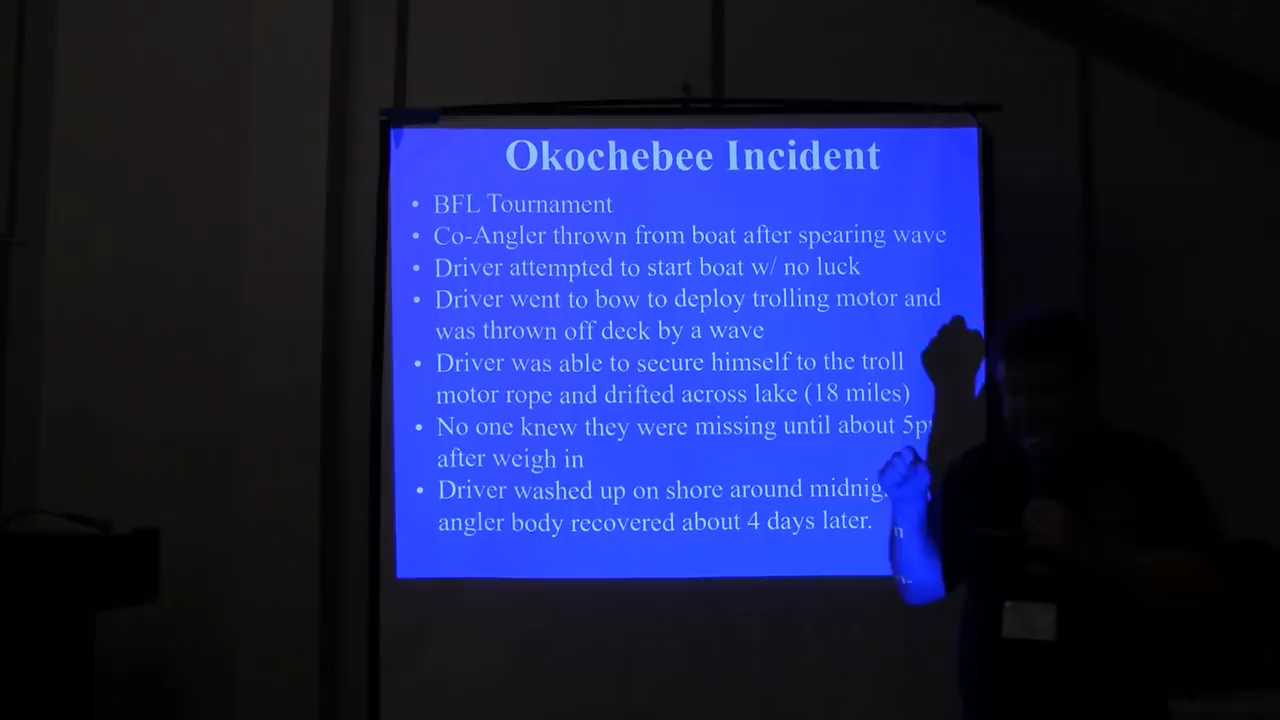 Okochebee Incident
• BFL Tournament
• Co-Angler thrown from boat after spearing wave
• Driver attempted to start boat w/ no luck
• Driver went to bow to deploy trolling motor and
was thrown off deck by a wave
• Driver was able to secure himself to the troll
motor rope and drifted across lake (18 miles)
• No one knew they were missing until about
after weigh in
• Driver washed up on shore around
angler body recovered about 4 days later.